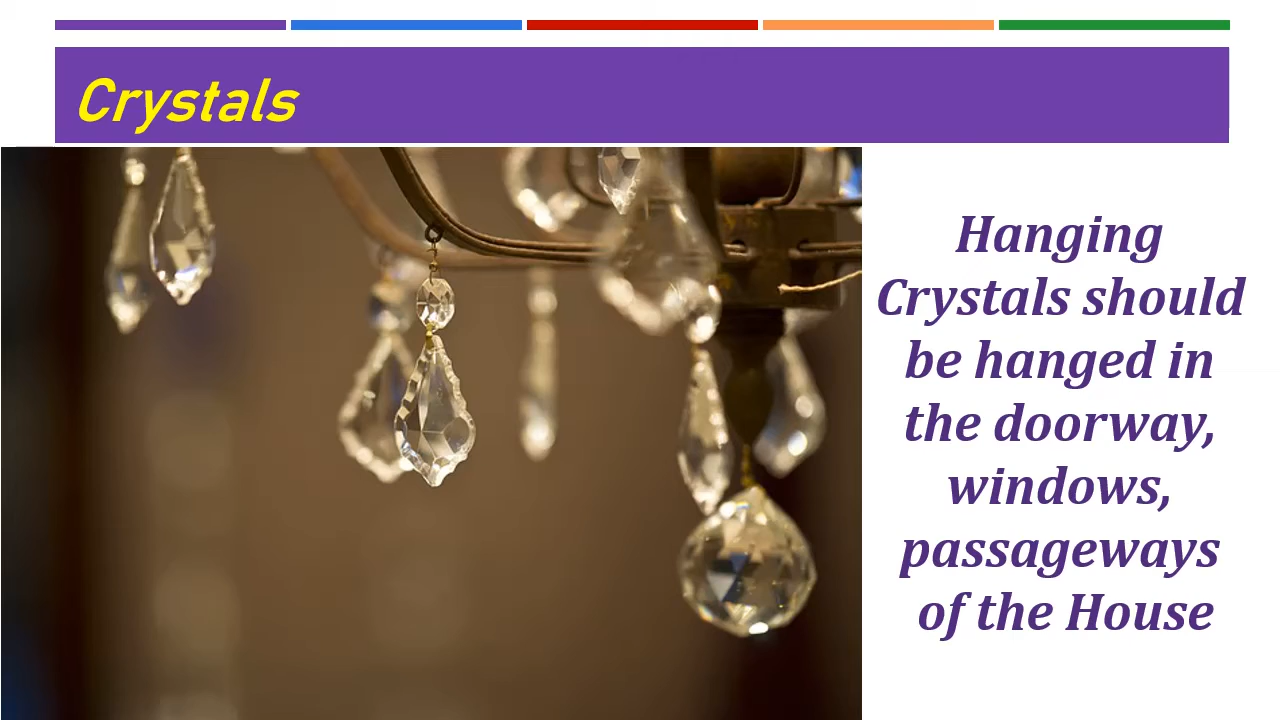 Crystals
Hanging
Crystals should
be hanged in
the doorway,
windows,
passageways
of the House